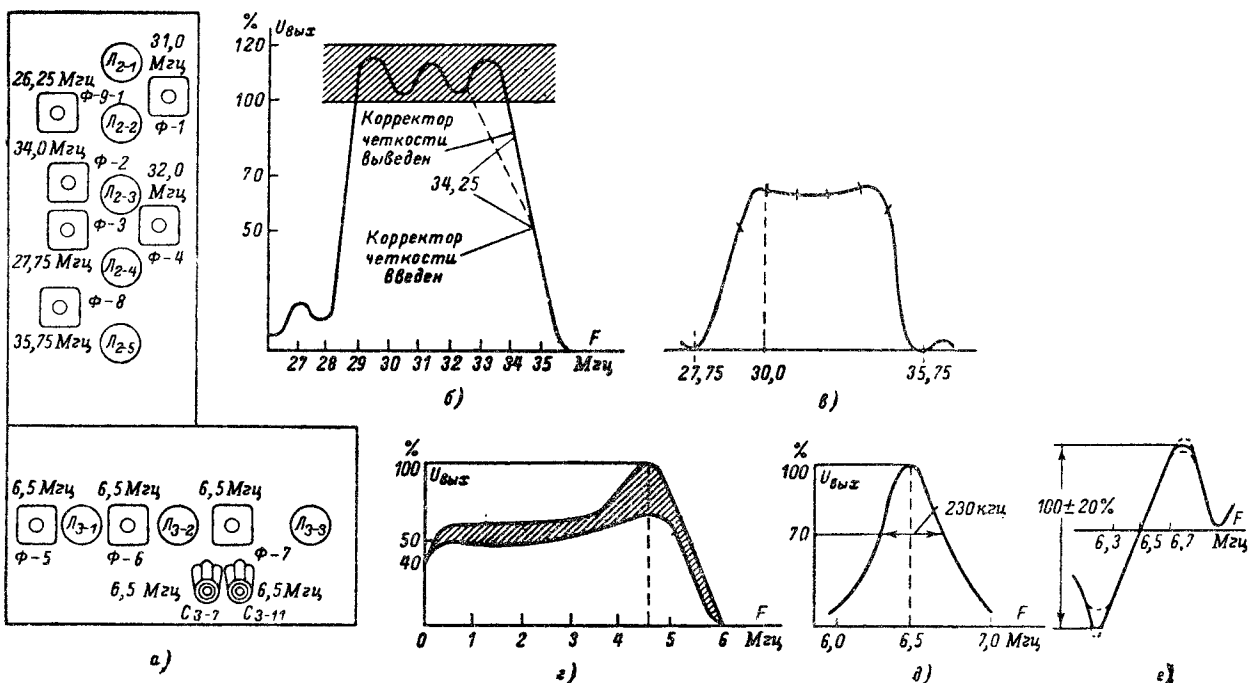 31,0
Мгц
Л2-1
26,25 Мгц
Ф-9-1
Л2-2
Ф-1
34,0 Мгц
Ф-2
32,0
Мгц
Л2-3
Ф-3
27,75 Мгц
Л2-4
Ф-4
Ф-8
35,75 Мгц
Л2-5
6,5 Мгц
6,5 Мгц
6,5 Мгц
Л3-1
Л3-2
Л3-3
Ф-5
Ф-6
Ф-7
6,5 Мгц
6,5 Мгц
С3-7
С3-11
а)
%
Uвых
120
100
70
50
Корректор
четкости
выведен
34,25
Корректор
четкости
введен
F
Мгц
27 28 29 30 31 32 33 34 35
б)
27,75
30,0
35,75
в)
%
100
Uвых
50
40
F
0 1 2 3 4 5 6 Мгц
г)
%
100
Uвых
70
230 кгц
F
6,0
6,5
7,0 Мгц
д)
100±20%
F
6,3
6,5
6,7
Мгц
е)